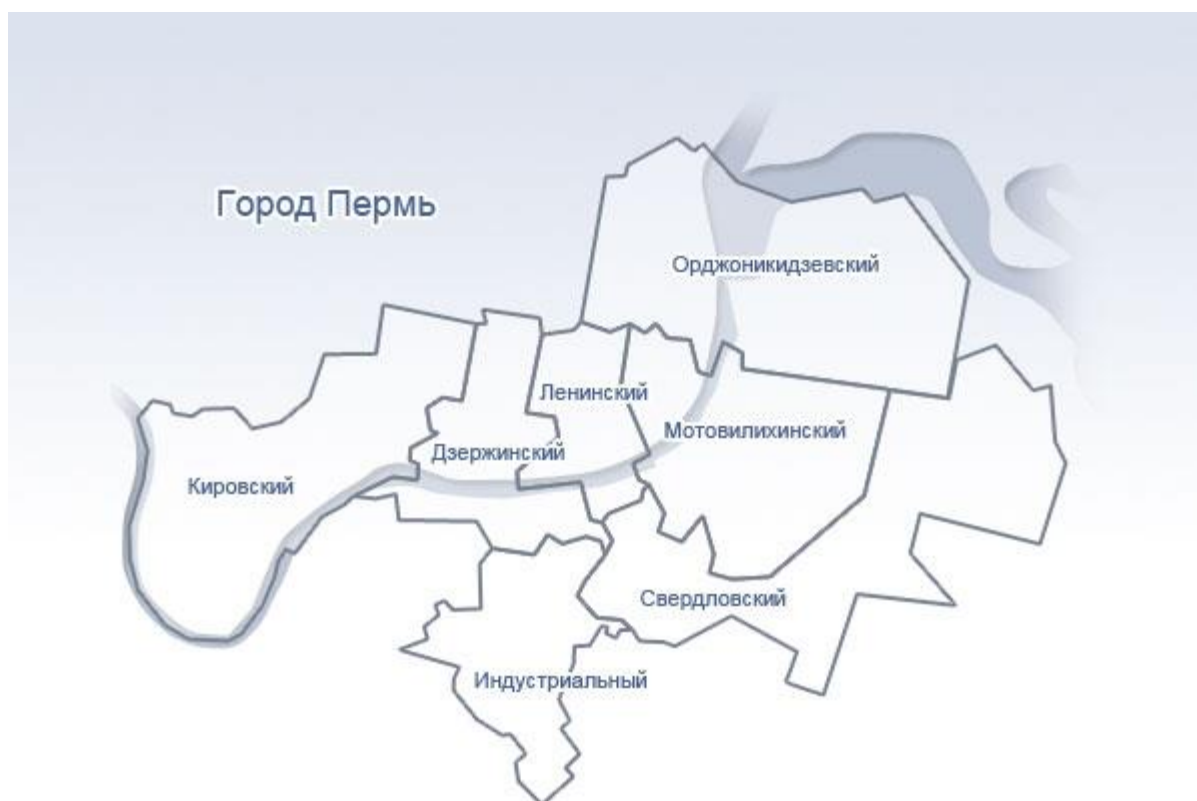 Город Пермь
Орджоникидзевский
Ленинский
Мотовилихинский
Дзержинский
Кировский
Свердловский
Индустриальный